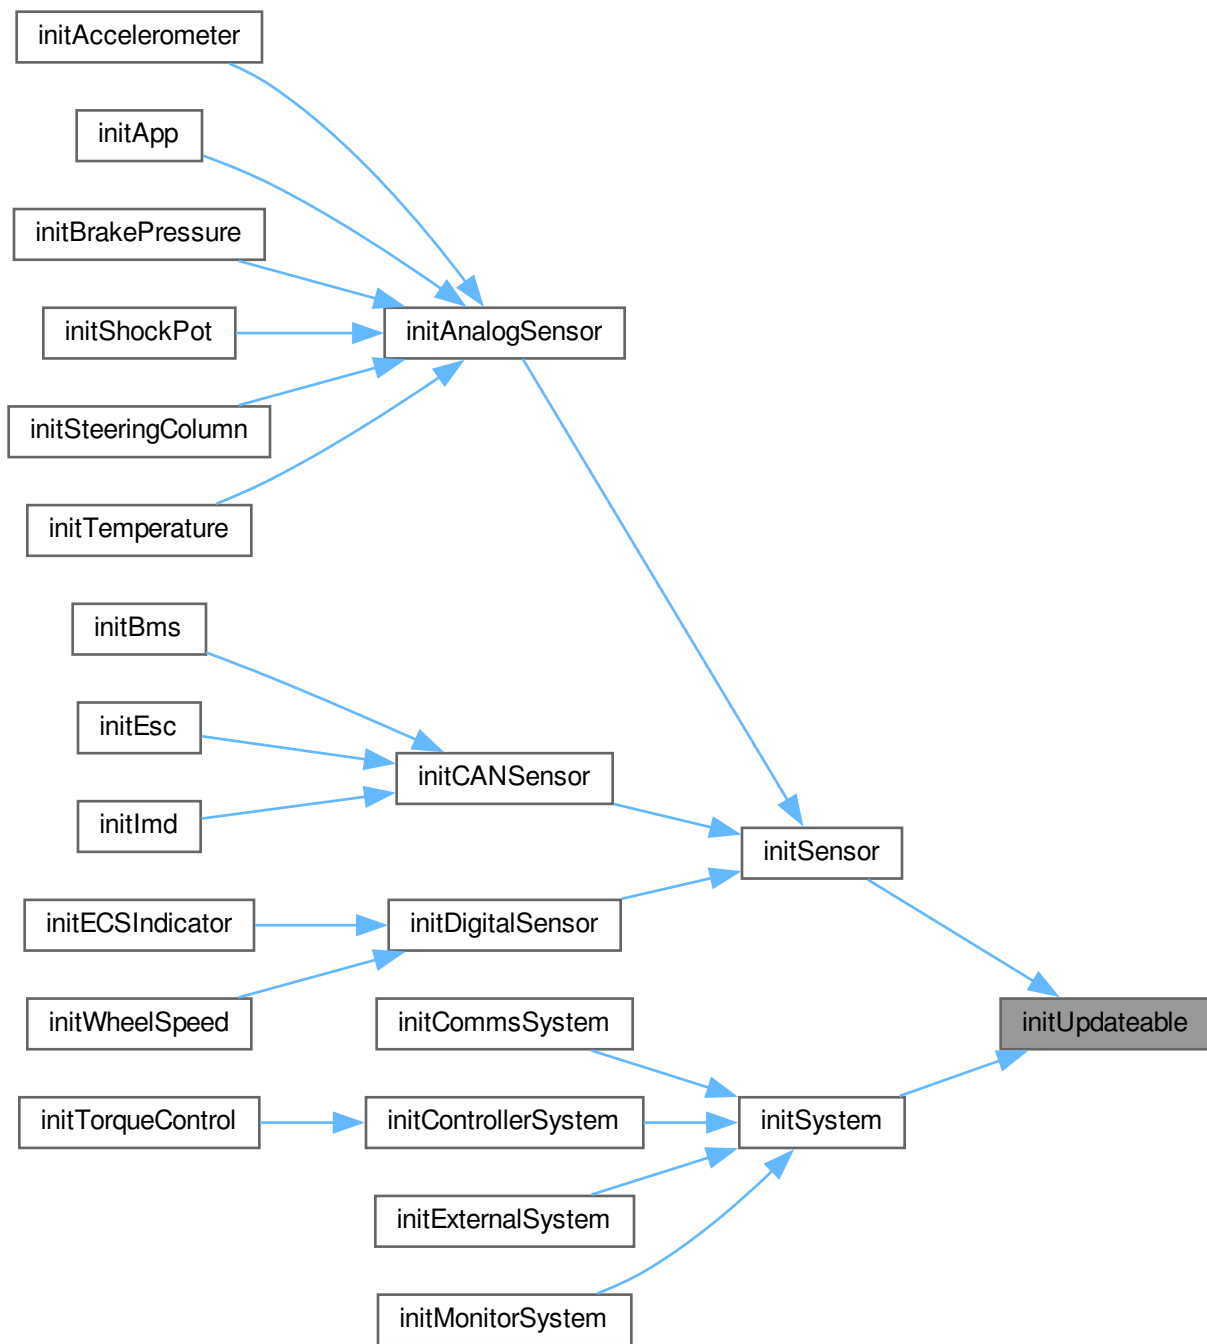 initAccelerometer
initApp
initBrakePressure
initShockPot
initAnalogSensor
initSteeringColumn
initTemperature
initBms
initEsc
initCANSensor
initImd
initSensor
initECSIndicator
initDigitalSensor
initWheelSpeed
initCommsSystem
initUpdateable
initTorqueControl
initControllerSystem
initSystem
initExternalSystem
initMonitorSystem